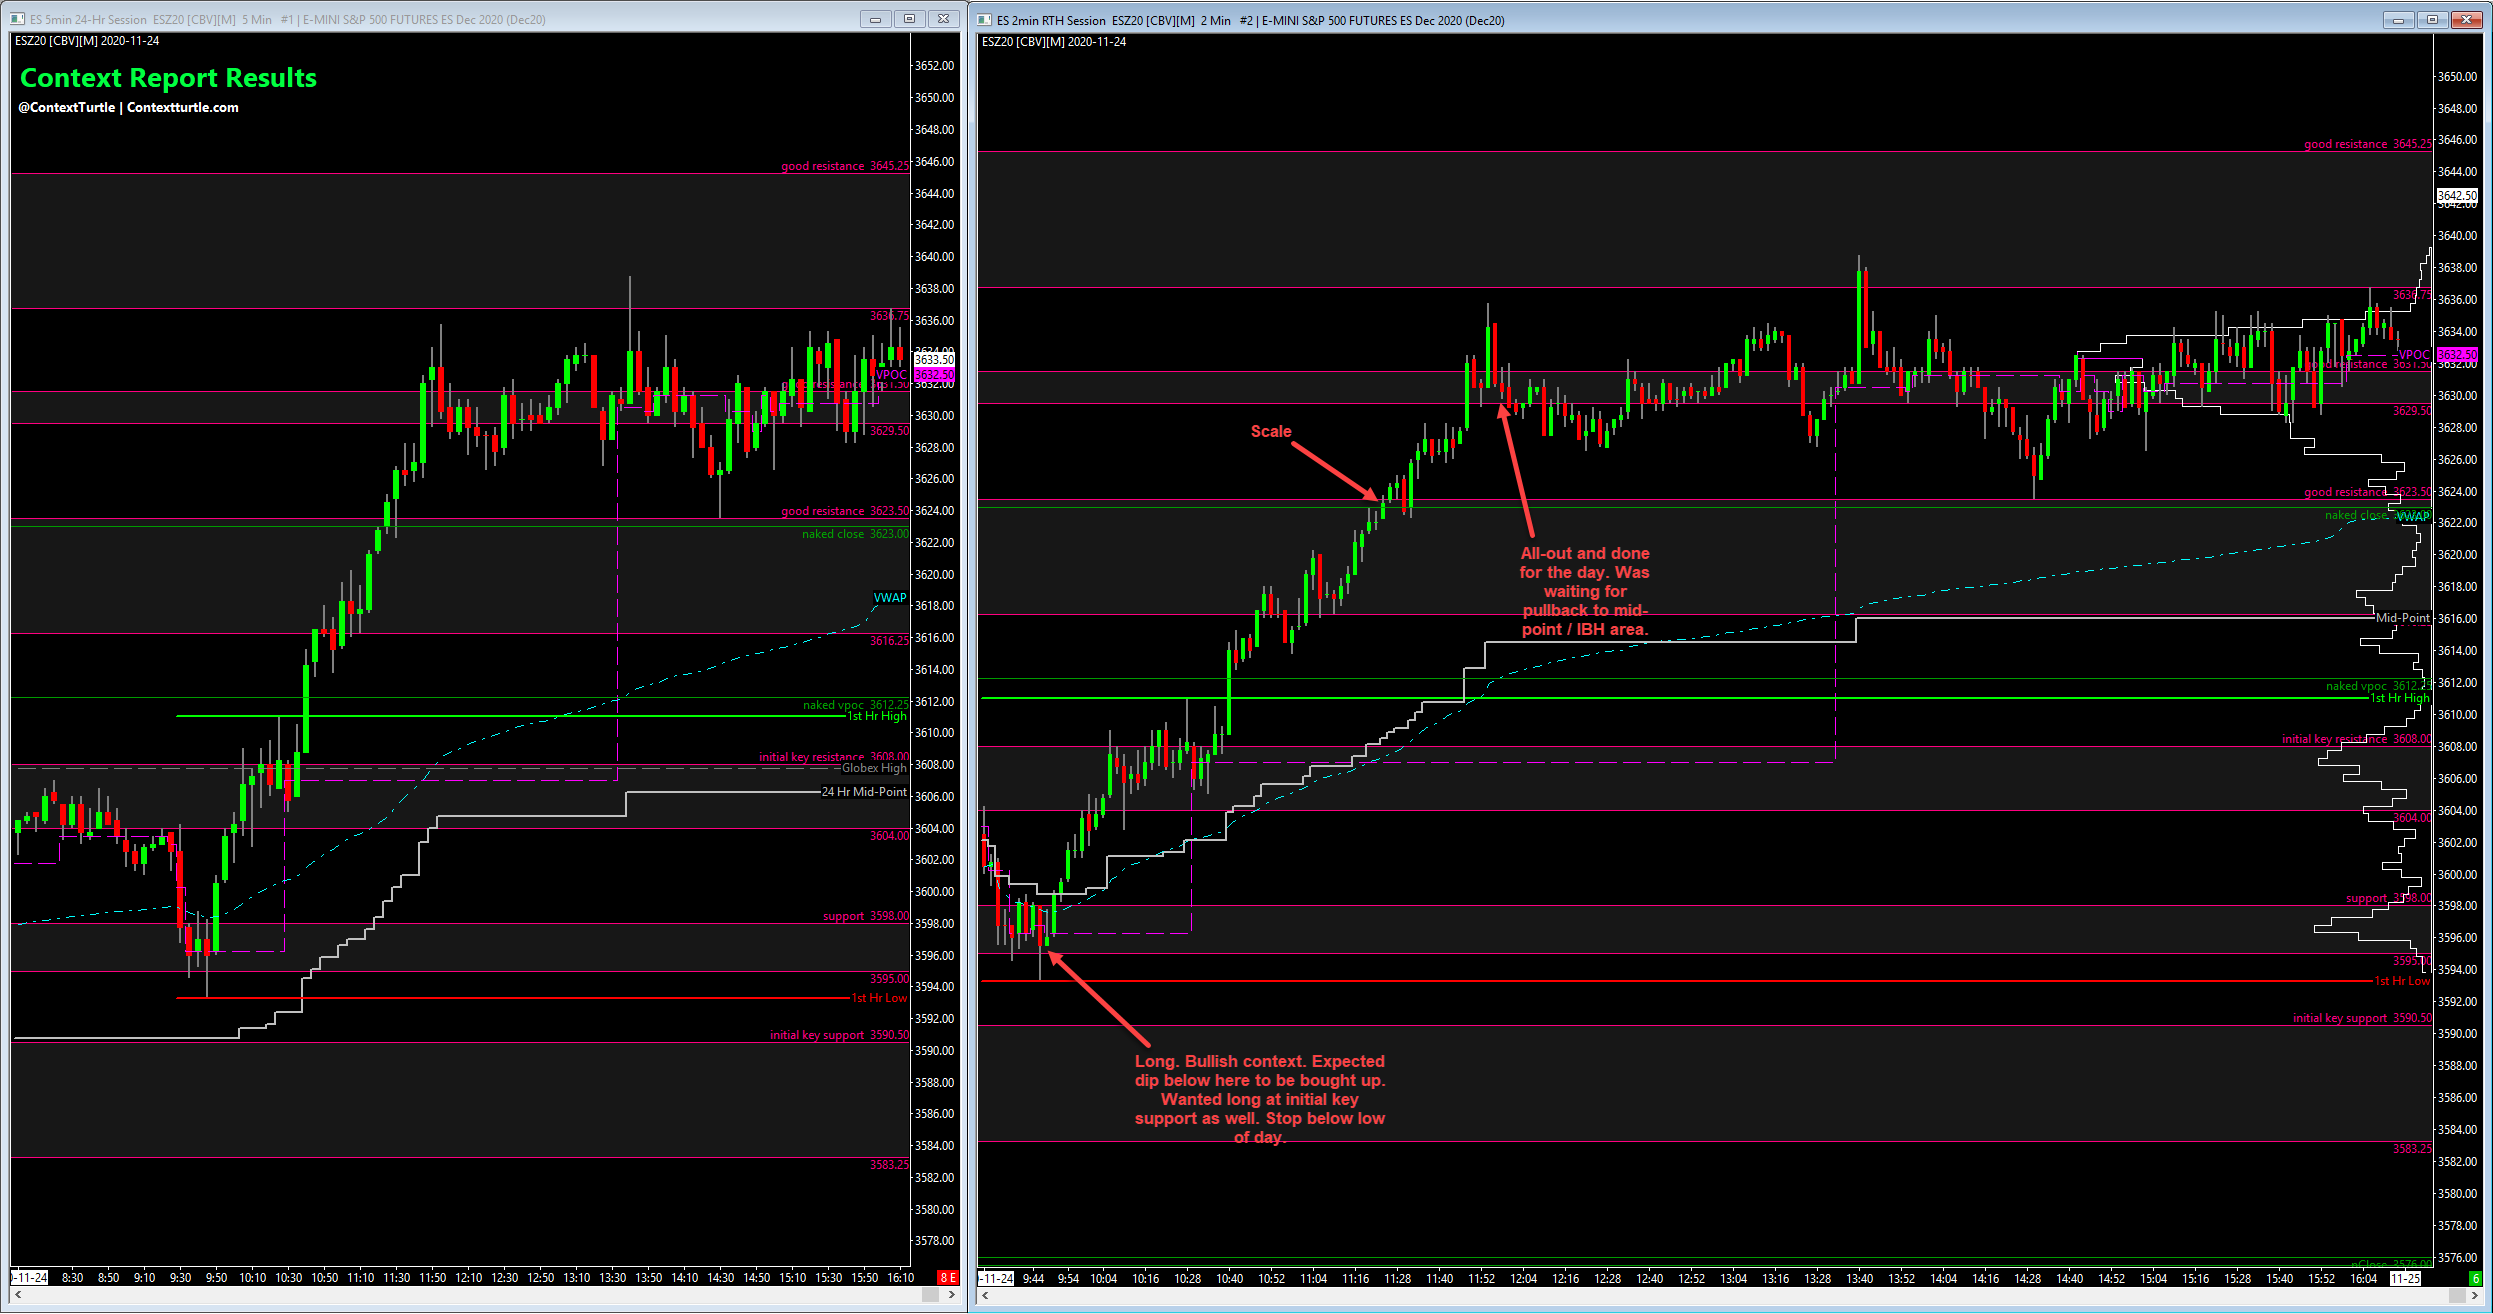 ES 5min 24-Hr Session ESZ20 [CBV][M] 5 Min #1 | E-MINI S&P 500 FUTURES ES Dec 2020 (Dec20)
ESZ20 [CBV][M] 2020-11-24
Context Report Results
@ContextTurtle | Contextturtle.com
good resistance 3645.25
3636.75
VPOC
3631.50
3629.50
good resistance 3623.50
naked close 3623.00
VWAP
3616.25
naked vpoc 3612.25
1st Hr High
initial key resistance 3608.00
Globex High
24 Hr Mid-Point
3604.00
support 3598.00
3595.00
1st Hr Low
initial key support 3590.50
3583.25
3652.00
3650.00
3648.00
3646.00
3644.00
3642.00
3640.00
3638.00
3636.00
3634.00
3633.50
3632.50
3632.00
3630.00
3628.00
3626.00
3624.00
3622.00
3620.00
3618.00
3616.00
3614.00
3612.00
3610.00
3608.00
3606.00
3604.00
3602.00
3600.00
3598.00
3596.00
3594.00
3592.00
3590.00
3588.00
3586.00
3584.00
3582.00
3580.00
3578.00
-11-24 8:30 8:50 9:10 9:30 9:50 10:10 10:30 10:50 11:10 11:30 11:50 12:10 12:30 12:50 13:10 13:30 13:50 14:10 14:30 14:50 15:10 15:30 15:50 16:10 8 E
ES 2min RTH Session ESZ20 [CBV][M] 2 Min #2 | E-MINI S&P 500 FUTURES ES Dec 2020 (Dec20)
ESZ20 [CBV][M] 2020-11-24
good resistance 3645.25
3636.75
VPOC
3631.50
3629.50
Scale
good resistance 3623.50
naked close
VWAP
All-out and done
for the day. Was
waiting for
pullback to mid-
point / IBH area.
Mid-Point
naked vpoc 3612.25
1st Hr High
initial key resistance 3608.00
3604.00
support 3598.00
3595.00
1st Hr Low
initial key support 3590.50
Long. Bullish context. Expected
dip below here to be bought up.
Wanted long at initial key
support as well. Stop below low
of day.
3583.25
nClose 3576.00
3650.00
3648.00
3646.00
3644.00
3642.50
3642.00
3640.00
3638.00
3636.00
3634.00
3632.50
3632.00
3630.00
3628.00
3626.00
3624.00
3622.00
3620.00
3618.00
3616.00
3614.00
3612.00
3610.00
3608.00
3606.00
3604.00
3602.00
3600.00
3598.00
3596.00
3594.00
3592.00
3590.00
3588.00
3586.00
3584.00
3582.00
3580.00
3578.00
3576.00
-11-24 9:44 9:54 10:04 10:16 10:28 10:40 10:52 11:04 11:16 11:28 11:40 11:52 12:04 12:16 12:28 12:40 12:52 13:04 13:16 13:28 13:40 13:52 14:04 14:16 14:28 14:40 14:52 15:04 15:16 15:28 15:40 15:52 16:04 11-25 6